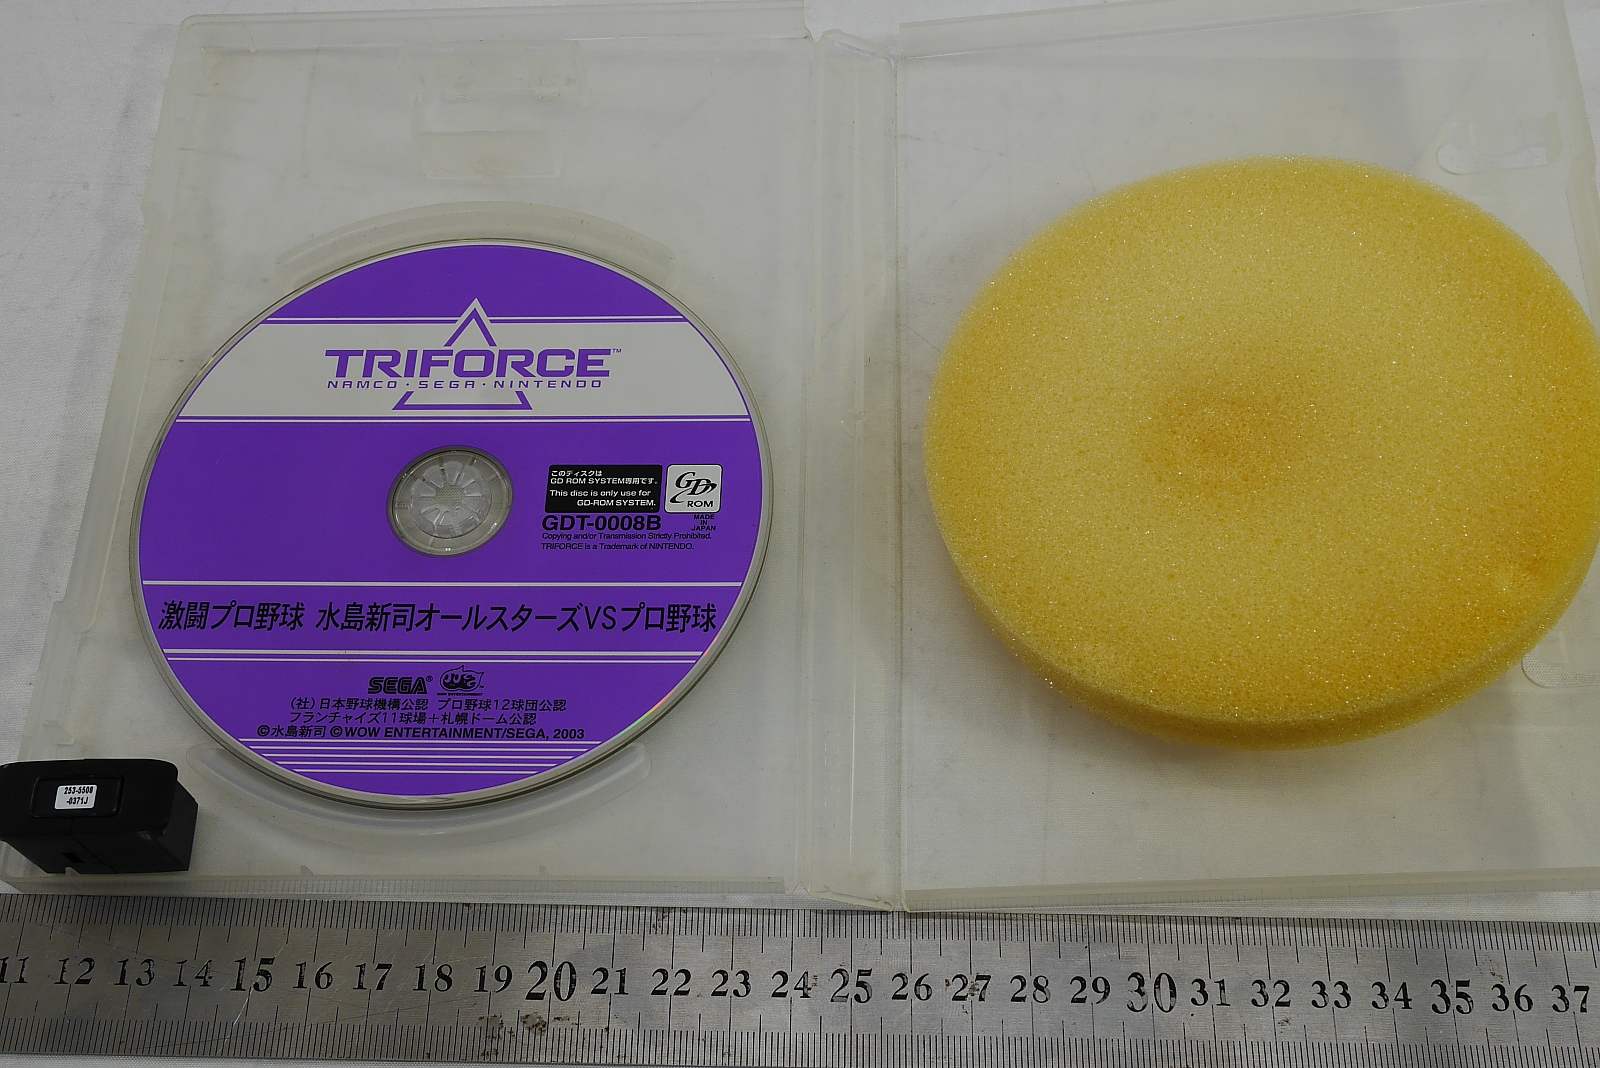 TRIFORCE™
NAMCO・SEGA・NINTENDO
このディスクは
GD ROM SYSTEM専用です。
This disc is only use for
GD-ROM SYSTEM.
GD
ROM
GDT-0008B
MADE
IN
JAPAN
Copying and/or Transmission Strictly Prohibited.
TRIFORCE is a Trademark of NINTENDO.
激闘プロ野球 水島新司オールスターズVSプロ野球
SEGA®
WOW ENTERTAINMENT
(社)日本野球機構公認 プロ野球12球団公認
フランチャイズ11球場+札幌ドーム公認
©水島新司 ©WOW ENTERTAINMENT/SEGA, 2003
253-5508
-0371J
11 12 13 14 15 16 17 18 19 20 21 22 23 24 25 26 27 28 29 30 31 32 33 34 35 36 37